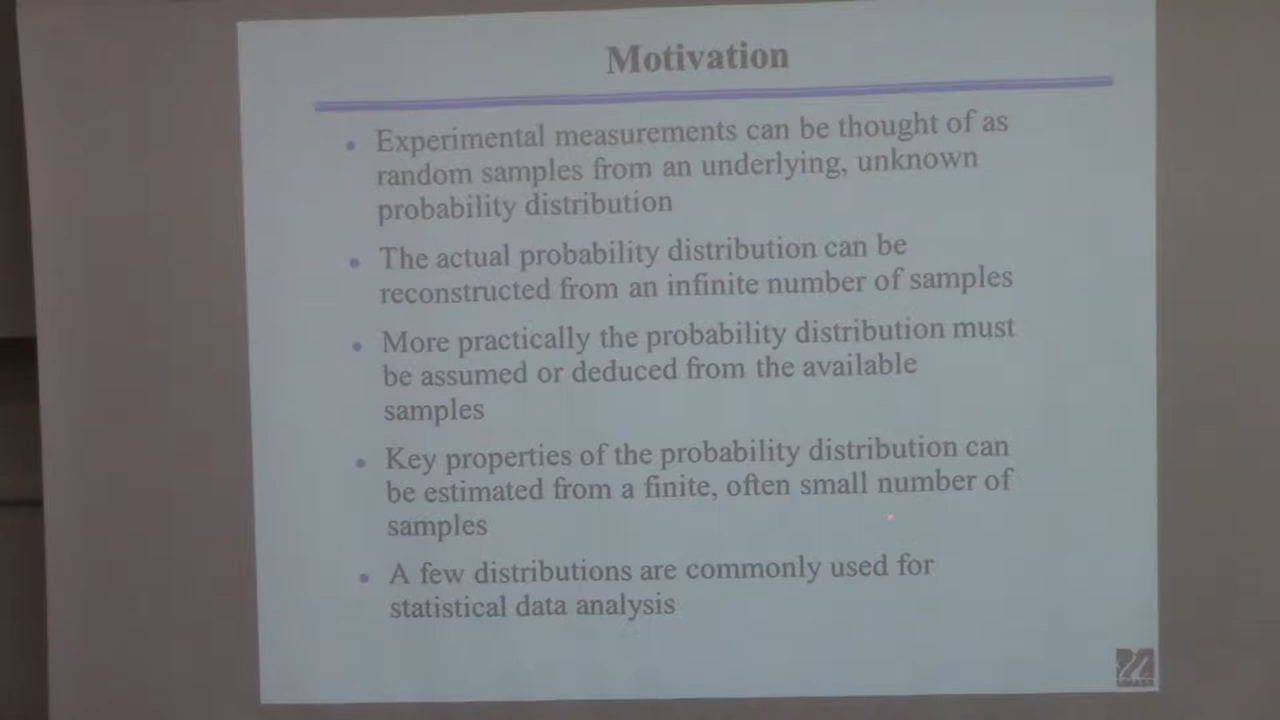 Motivation
Experimental measurements can be thought of as
random samples from an underlying, unknown
probability distribution
The actual probability distribution can be
reconstructed from an infinite number of samples
More practically the probability distribution must
be assumed or deduced from the available
samples
Key properties of the probability distribution can
be estimated from a finite, often small number of
samples
A few distributions are commonly used for
statistical data analysis
UMASS